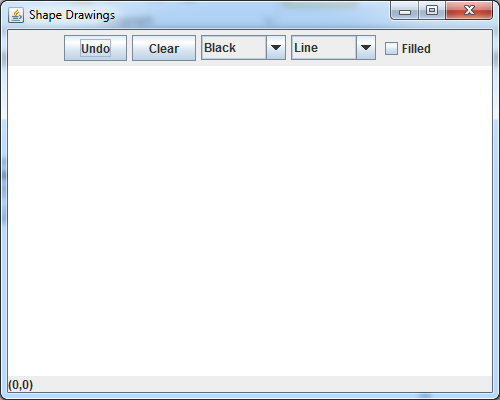 Shape Drawings
Undo Clear Black Line Filled
(0,0)